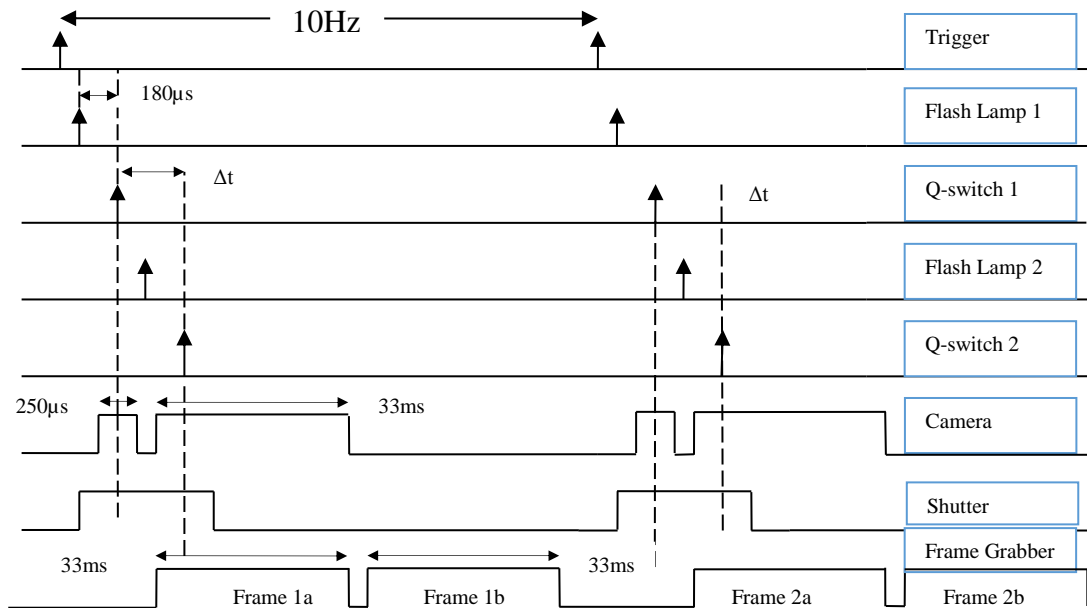 10Hz
Trigger
180µs
Flash Lamp 1
Δt
Q-switch 1
Δt
Flash Lamp 2
Q-switch 2
250µs
33ms
Camera
Shutter
33ms
33ms
Frame Grabber
Frame 1a
Frame 1b
Frame 2a
Frame 2b